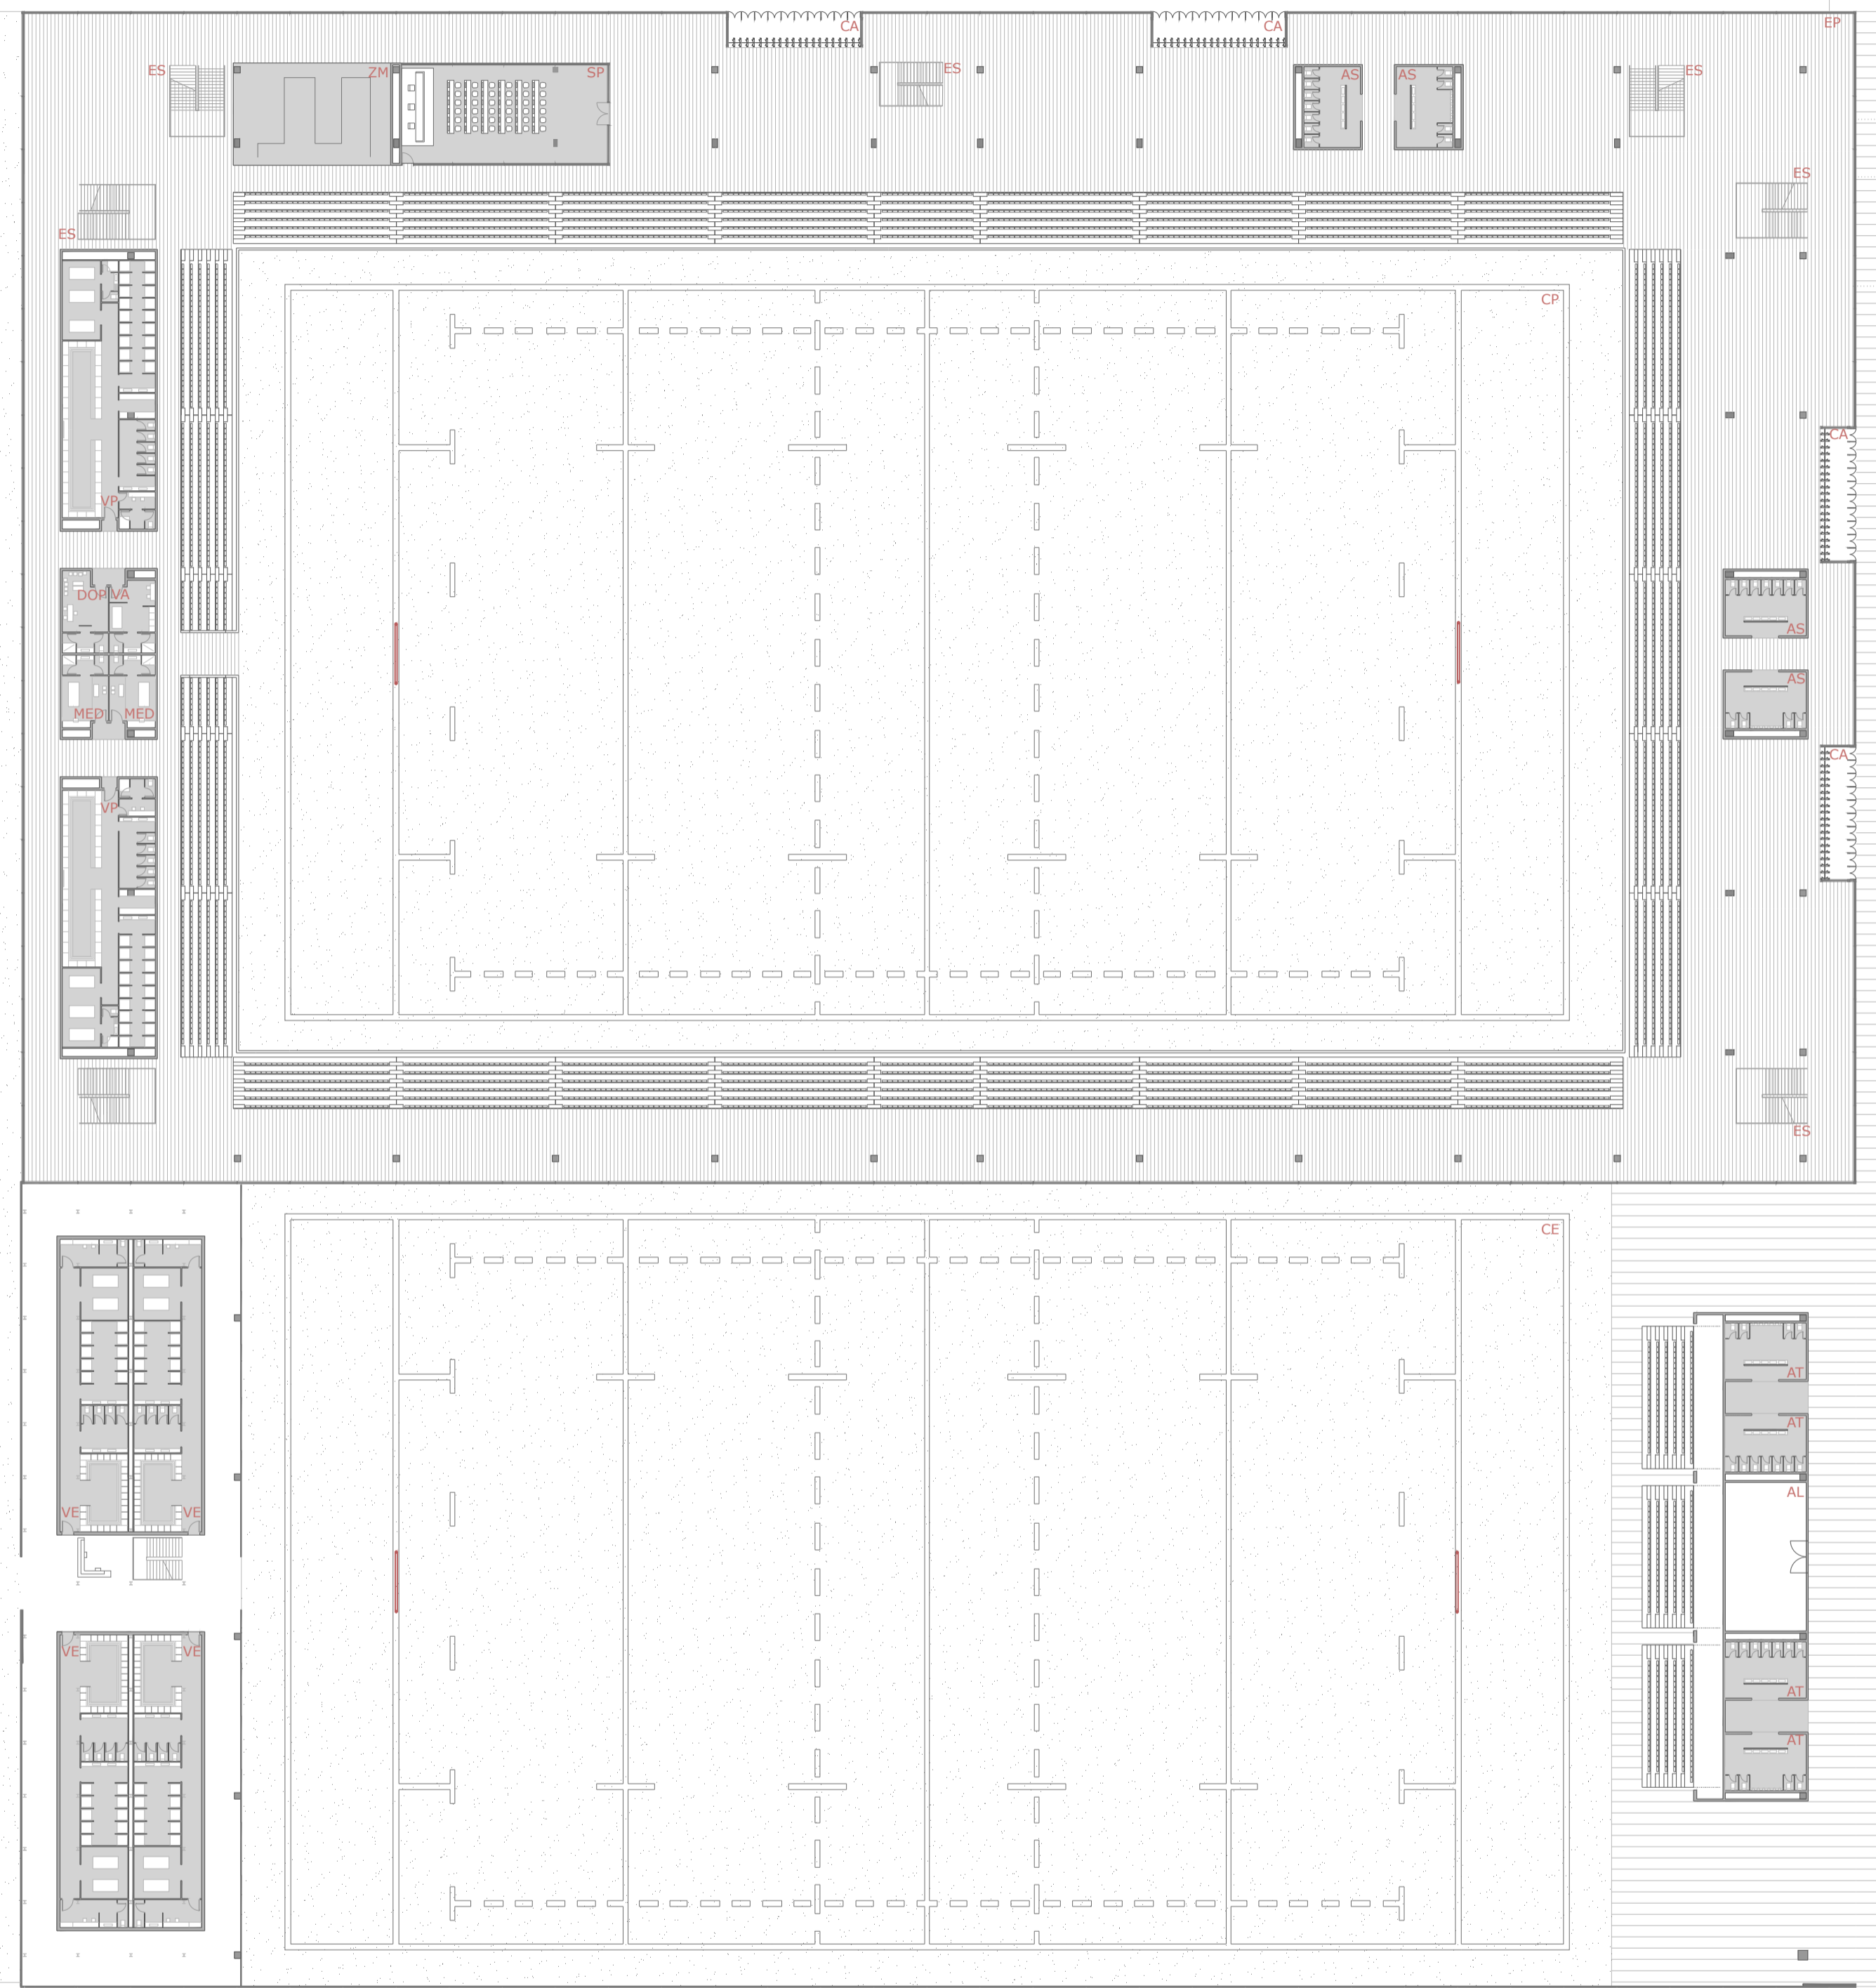 EP
CA
CA
ES
ZM
SP
ES
AS
AS
ES
ES
ES
CP
CA
VP
DOP
VA
AS
AS
MED
MED
CA
VP
ES
CE
AT
AT
AL
VE
VE
VE
VE
AT
AT